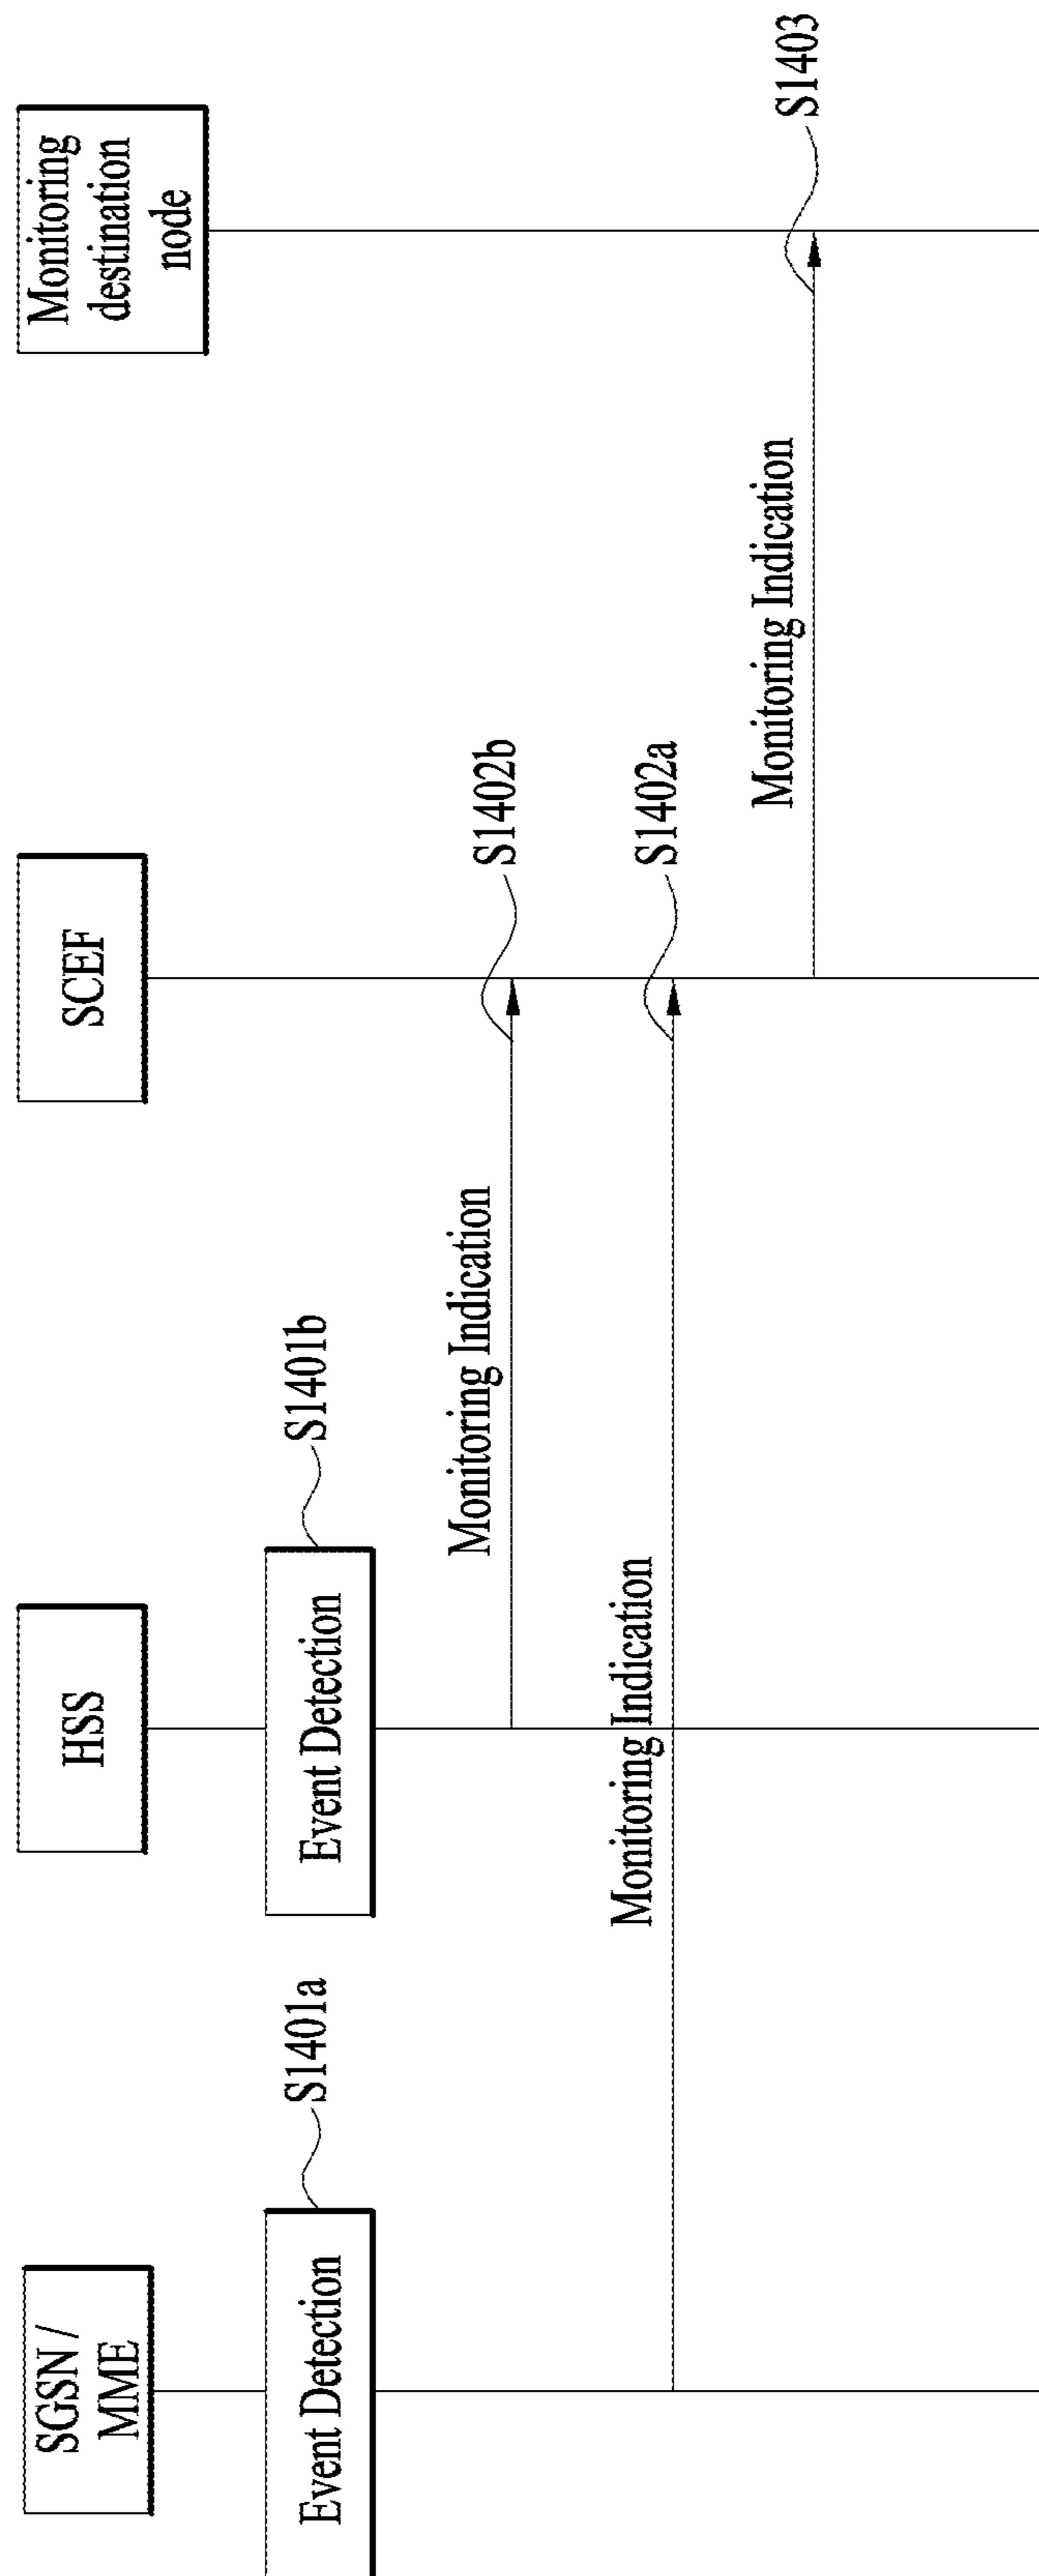 SGSN /
MME
HSS
SCEF
Monitoring
destination
node
Event Detection
S1401a
Event Detection
S1401b
Monitoring Indication
S1402b
Monitoring Indication
S1402a
Monitoring Indication
S1403